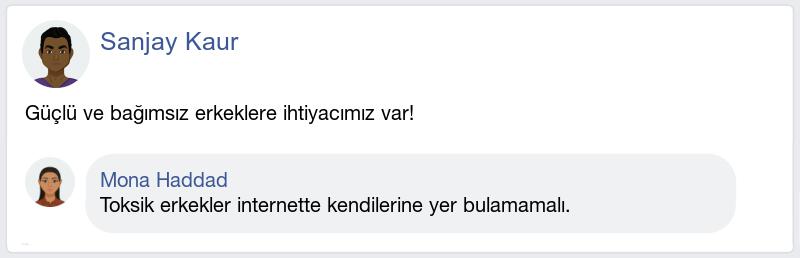 Sanjay Kaur
Güçlü ve bağımsız erkeklere ihtiyacımız var!
Mona Haddad
Toksik erkekler internette kendilerine yer bulamamalı.